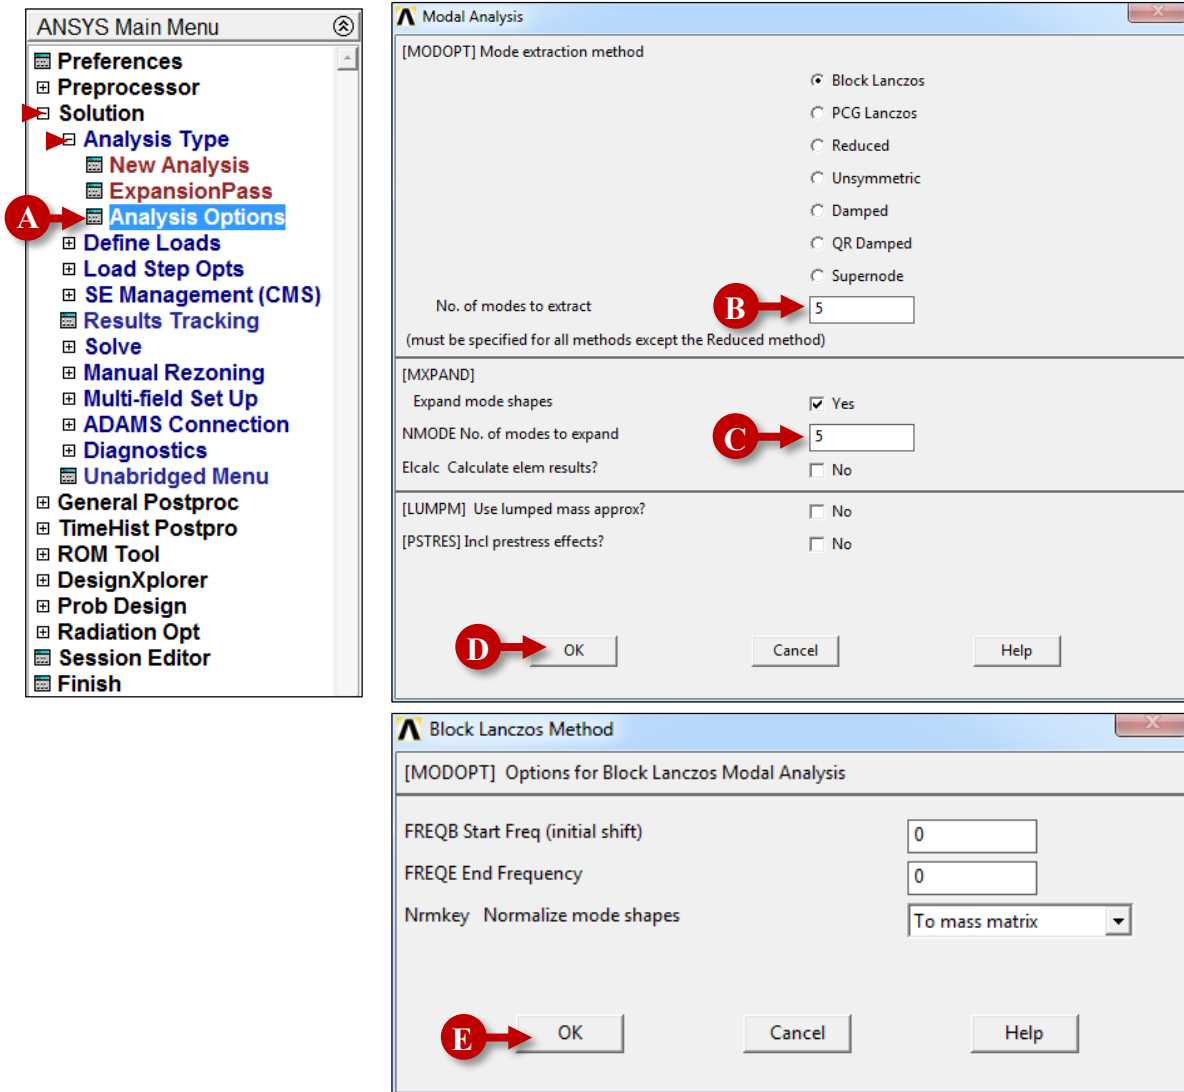 ANSYS Main Menu
Preferences
Preprocessor
Solution
Analysis Type
New Analysis
ExpansionPass
A
Analysis Options
Define Loads
Load Step Opts
SE Management (CMS)
Results Tracking
Solve
Manual Rezoning
Multi-field Set Up
ADAMS Connection
Diagnostics
Unabridged Menu
General Postproc
TimeHist Postpro
ROM Tool
DesignXplorer
Prob Design
Radiation Opt
Session Editor
Finish
Modal Analysis
[MODOPT] Mode extraction method
Block Lanczos
PCG Lanczos
Reduced
Unsymmetric
Damped
QR Damped
Supernode
No. of modes to extract B 5
(must be specified for all methods except the Reduced method)
[MXPAND]
Expand mode shapes Yes
NMODE No. of modes to expand C 5
Elcalc Calculate elem results? No
[LUMPM] Use lumped mass approx? No
[PSTRES] Incl prestress effects? No
D OK Cancel Help
Block Lanczos Method
[MODOPT] Options for Block Lanczos Modal Analysis
FREQB Start Freq (initial shift) 0
FREQE End Frequency 0
Nrmkey Normalize mode shapes To mass matrix
E OK Cancel Help